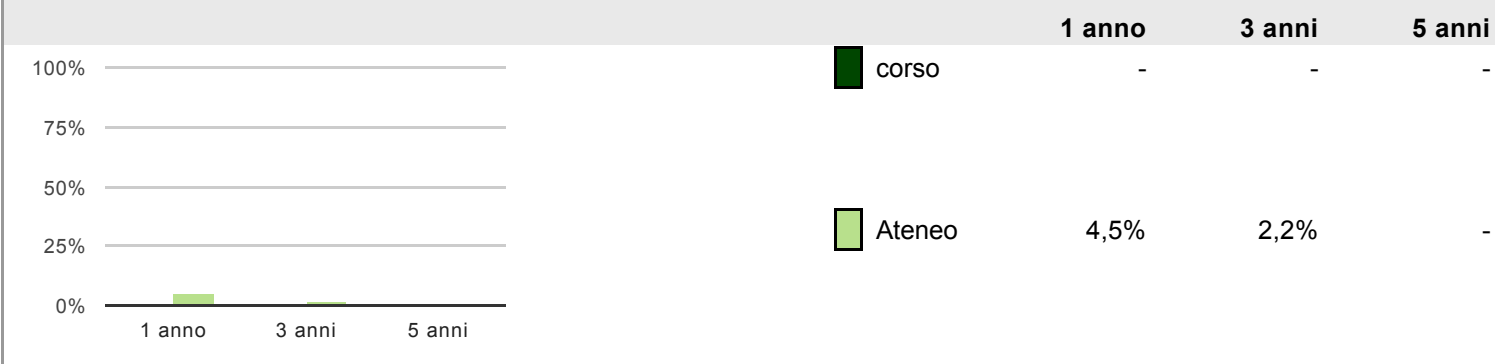 1 anno 3 anni 5 anni
100%
75%
50%
25%
0%
1 anno 3 anni 5 anni
corso - - -
Ateneo 4,5% 2,2% -